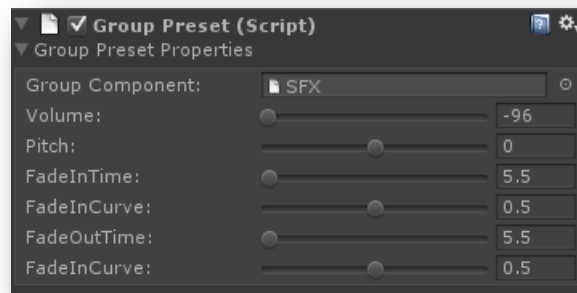 Group Preset (Script)
Group Preset Properties
Group Component: SFX
Volume: -96
Pitch: 0
FadeInTime: 5.5
FadeInCurve: 0.5
FadeOutTime: 5.5
FadeInCurve: 0.5